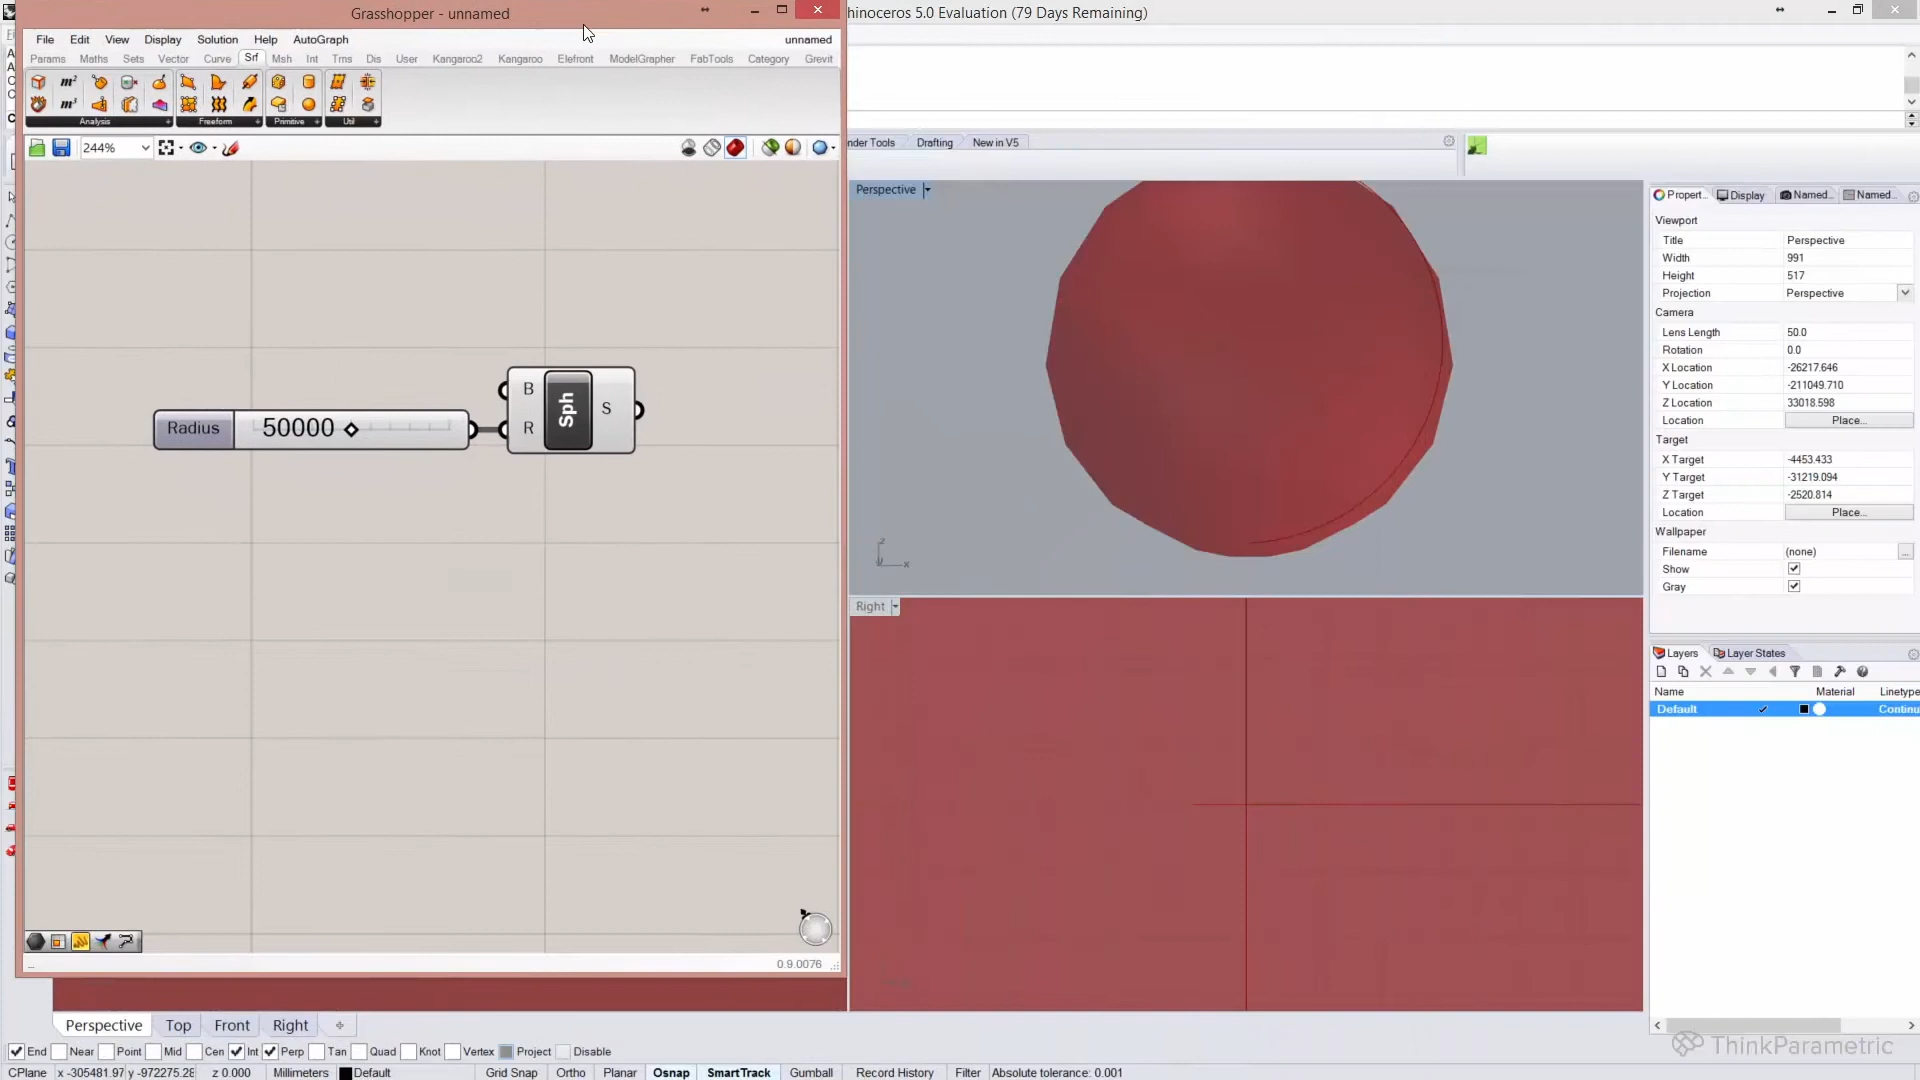 Grasshopper - unnamed
hinoceros 5.0 Evaluation (79 Days Remaining)
File Edit View Display Solution Help AutoGraph unnamed
Params Maths Sets Vector Curve Srf Msh Int Trns Dis User Kangaroo2 Kangaroo Elefront ModelGrapher FabTools Category Grevit
m²
m³
Analysis Freeform Primitive Util
244%
nder Tools Drafting New in V5
Perspective
Propert... Display Named... Named...
Viewport
Title Perspective
Width 991
Height 517
Projection Perspective
Camera
Lens Length 50.0
Rotation 0.0
X Location -26217.646
Y Location -211049.710
Z Location 33018.598
Location Place...
Target
X Target -4453.433
Y Target -31219.094
Z Target -2520.814
Location Place...
Wallpaper
Filename (none) ...
Show
Gray
Radius 50000
B
R
Sph
S
z
x
Right
Layers Layer States
Name Material Linetype
Default Continu
0.9.0076
Perspective Top Front Right
End Near Point Mid Cen Int Perp Tan Quad Knot Vertex Project Disable
CPlane x -305481.97 y -972275.28 z 0.000 Millimeters Default Grid Snap Ortho Planar Osnap SmartTrack Gumball Record History Filter Absolute tolerance: 0.001
ThinkParametric